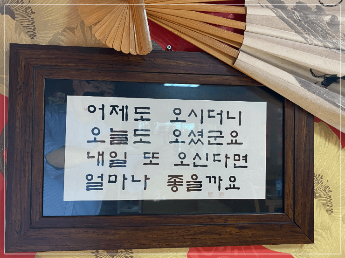 어제도 오시더니
오늘도 오셨군요
내일 또 오신다면
얼마나 좋을까요